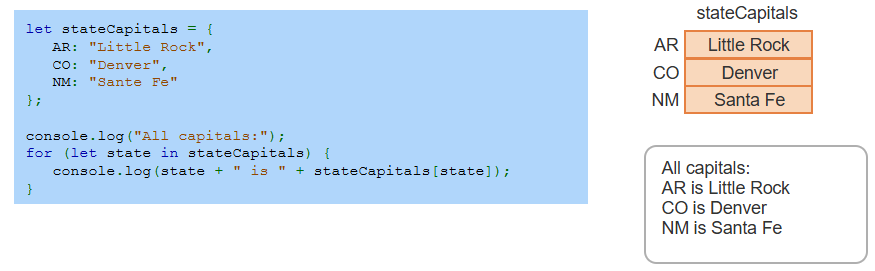 let stateCapitals = {
   AR: "Little Rock",
   CO: "Denver",
   NM: "Sante Fe"
};

console.log("All capitals:");
for (let state in stateCapitals) {
   console.log(state + " is " + stateCapitals[state]);
}
stateCapitals
AR Little Rock
CO Denver
NM Santa Fe
All capitals:
AR is Little Rock
CO is Denver
NM is Santa Fe